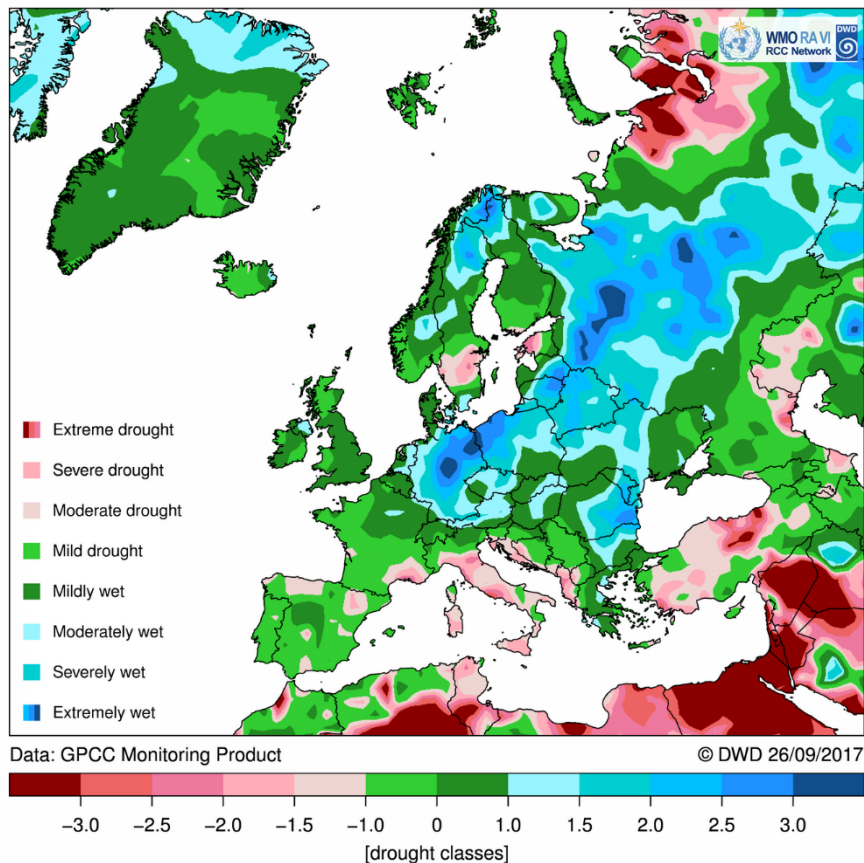 WMO RA VI
RCC Network
DWD
Extreme drought
Severe drought
Moderate drought
Mild drought
Mildly wet
Moderately wet
Severely wet
Extremely wet
Data: GPCC Monitoring Product
© DWD 26/09/2017
−3.0 −2.5 −2.0 −1.5 −1.0 0 1.0 1.5 2.0 2.5 3.0
[drought classes]